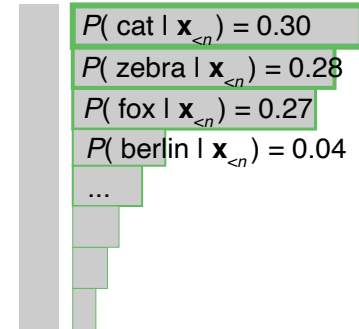 P( cat | x<n) = 0.30
P( zebra | x<n) = 0.28
P( fox | x<n) = 0.27
P( berlin | x<n) = 0.04
...